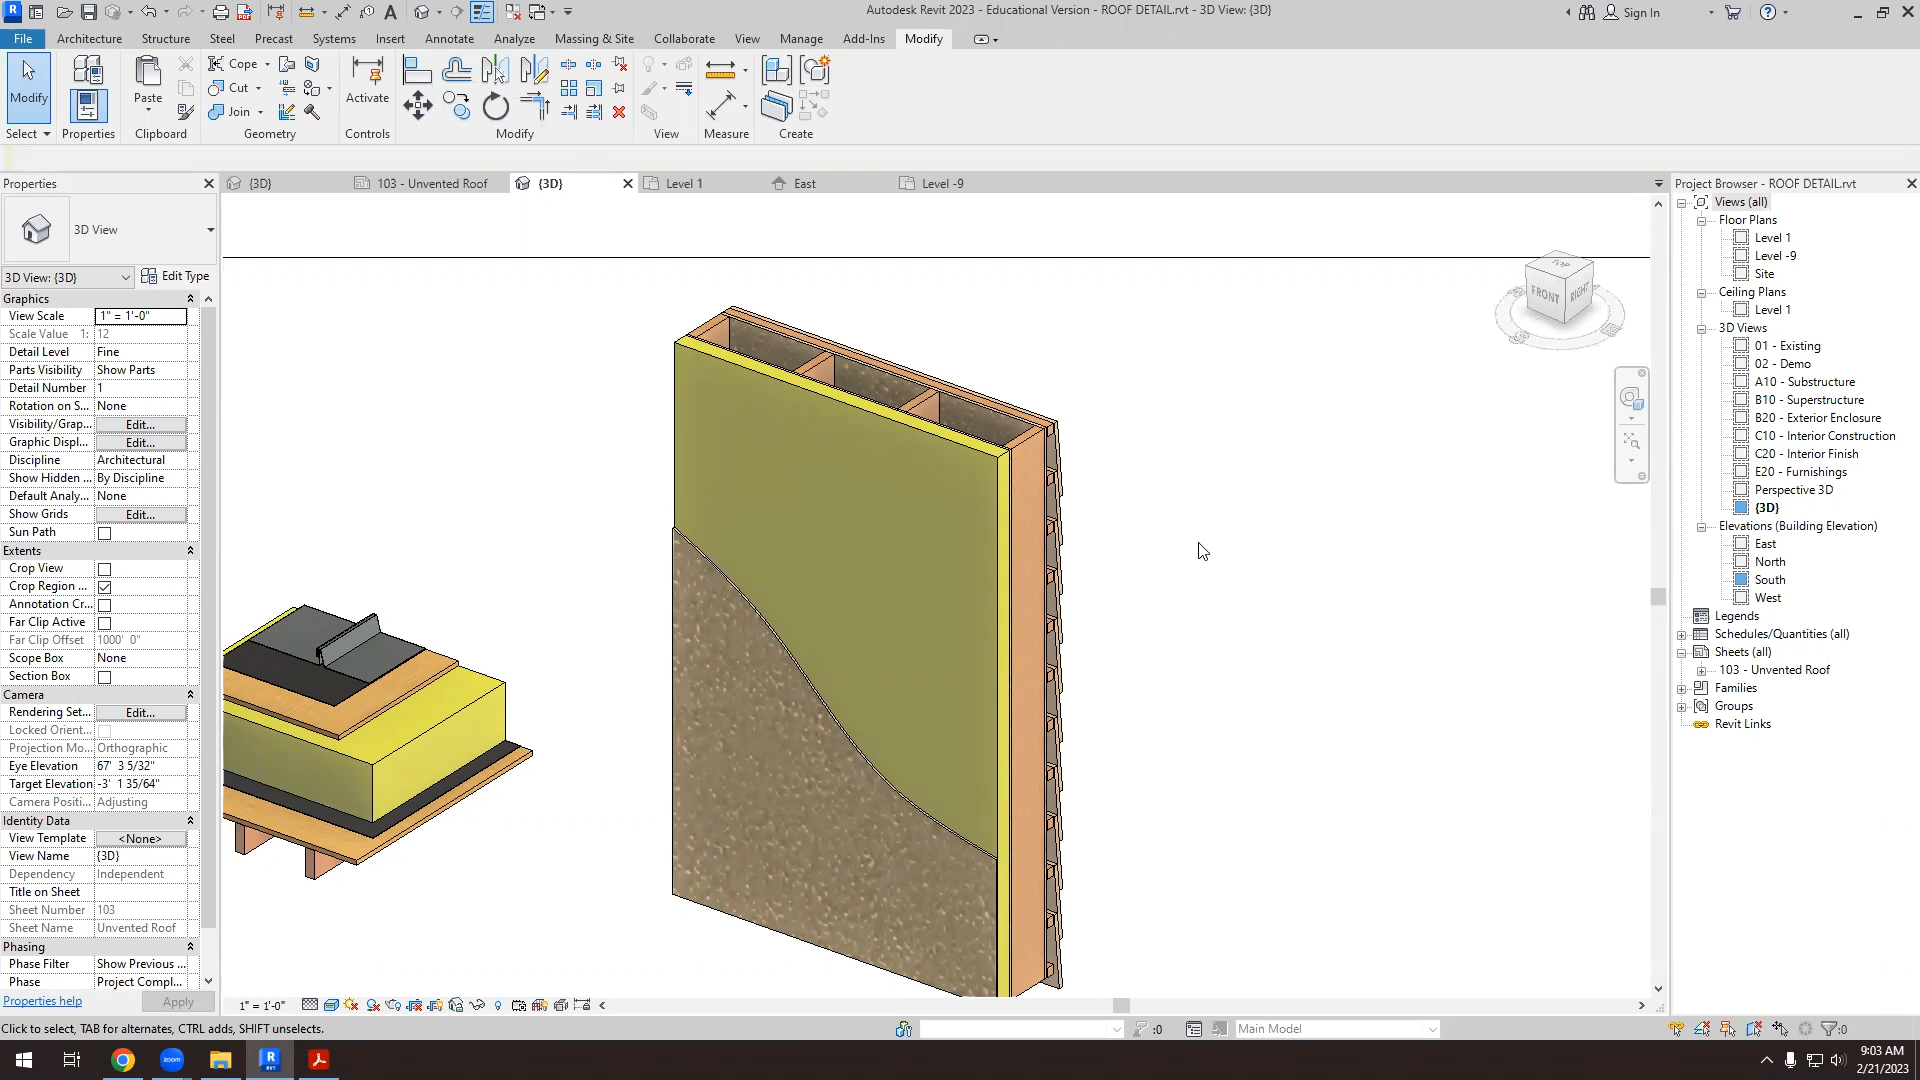 Autodesk Revit 2023 - Educational Version - ROOF DETAIL.rvt - 3D View: {3D}
Sign In
File Architecture Structure Steel Precast Systems Insert Annotate Analyze Massing & Site Collaborate View Manage Add-Ins Modify
Modify Paste Cope Activate
Cut
Join
Select Properties Clipboard Geometry Controls Modify View Measure Create
Properties
{3D} 103 - Unvented Roof {3D} Level 1 East Level -9
Project Browser - ROOF DETAIL.rvt
3D View
3D View: {3D} Edit Type
Graphics
View Scale 1" = 1'-0"
Scale Value 1: 12
Detail Level Fine
Parts Visibility Show Parts
Detail Number 1
Rotation on S... None
Visibility/Grap... Edit...
Graphic Displ... Edit...
Discipline Architectural
Show Hidden ... By Discipline
Default Analy... None
Show Grids Edit...
Sun Path
Extents
Crop View
Crop Region ...
Annotation Cr...
Far Clip Active
Far Clip Offset 1000' 0"
Scope Box None
Section Box
Camera
Rendering Set... Edit...
Locked Orient...
Projection Mo... Orthographic
Eye Elevation 67' 3 5/32"
Target Elevation -3' 1 35/64"
Camera Positi... Adjusting
Identity Data
View Template <None>
View Name {3D}
Dependency Independent
Title on Sheet
Sheet Number 103
Sheet Name Unvented Roof
Phasing
Phase Filter Show Previous ...
Phase Project Compl...
Properties help Apply
TOP
FRONT RIGHT
Views (all)
Floor Plans
Level 1
Level -9
Site
Ceiling Plans
Level 1
3D Views
01 - Existing
02 - Demo
A10 - Substructure
B10 - Superstructure
B20 - Exterior Enclosure
C10 - Interior Construction
C20 - Interior Finish
E20 - Furnishings
Perspective 3D
{3D}
Elevations (Building Elevation)
East
North
South
West
Legends
Schedules/Quantities (all)
Sheets (all)
103 - Unvented Roof
Families
Groups
Revit Links
1" = 1'-0"
Click to select, TAB for alternates, CTRL adds, SHIFT unselects.
:0 Main Model :0
zoom
R
RVT
9:03 AM
2/21/2023